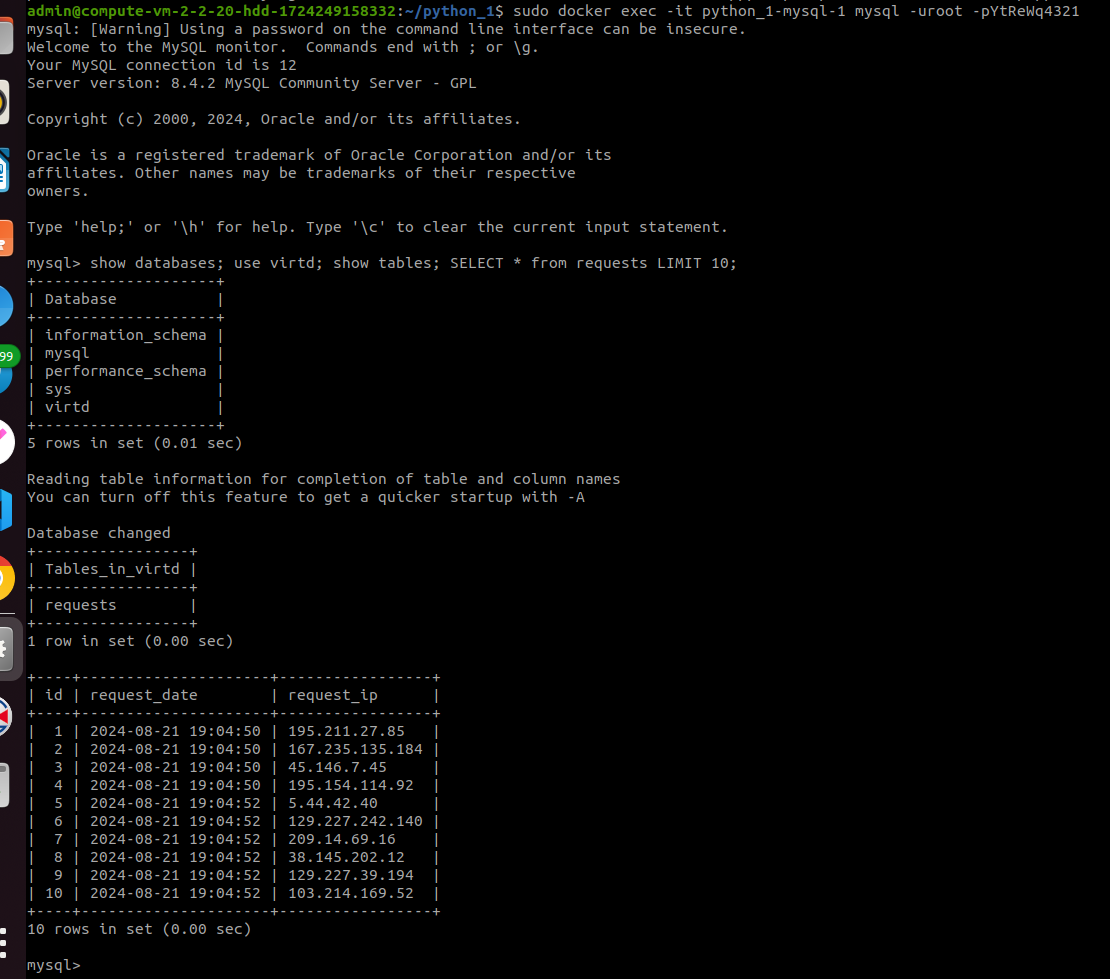 admin@compute-vm-2-2-20-hdd-1724249158332:~/python_1$ sudo docker exec -it python_1-mysql-1 mysql -uroot -pYtReWq4321
mysql: [Warning] Using a password on the command line interface can be insecure.
Welcome to the MySQL monitor.  Commands end with ; or \g.
Your MySQL connection id is 12
Server version: 8.4.2 MySQL Community Server - GPL

Copyright (c) 2000, 2024, Oracle and/or its affiliates.

Oracle is a registered trademark of Oracle Corporation and/or its
affiliates. Other names may be trademarks of their respective
owners.

Type 'help;' or '\h' for help. Type '\c' to clear the current input statement.

mysql> show databases; use virtd; show tables; SELECT * from requests LIMIT 10;
+--------------------+
| Database           |
+--------------------+
| information_schema |
| mysql              |
| performance_schema |
| sys                |
| virtd              |
+--------------------+
5 rows in set (0.01 sec)

Reading table information for completion of table and column names
You can turn off this feature to get a quicker startup with -A

Database changed
+-----------------+
| Tables_in_virtd |
+-----------------+
| requests        |
+-----------------+
1 row in set (0.00 sec)

+----+---------------------+-----------------+
| id | request_date        | request_ip      |
+----+---------------------+-----------------+
|  1 | 2024-08-21 19:04:50 | 195.211.27.85   |
|  2 | 2024-08-21 19:04:50 | 167.235.135.184 |
|  3 | 2024-08-21 19:04:50 | 45.146.7.45     |
|  4 | 2024-08-21 19:04:50 | 195.154.114.92  |
|  5 | 2024-08-21 19:04:52 | 5.44.42.40      |
|  6 | 2024-08-21 19:04:52 | 129.227.242.140 |
|  7 | 2024-08-21 19:04:52 | 209.14.69.16    |
|  8 | 2024-08-21 19:04:52 | 38.145.202.12   |
|  9 | 2024-08-21 19:04:52 | 129.227.39.194  |
| 10 | 2024-08-21 19:04:52 | 103.214.169.52  |
+----+---------------------+-----------------+
10 rows in set (0.00 sec)

mysql>
99